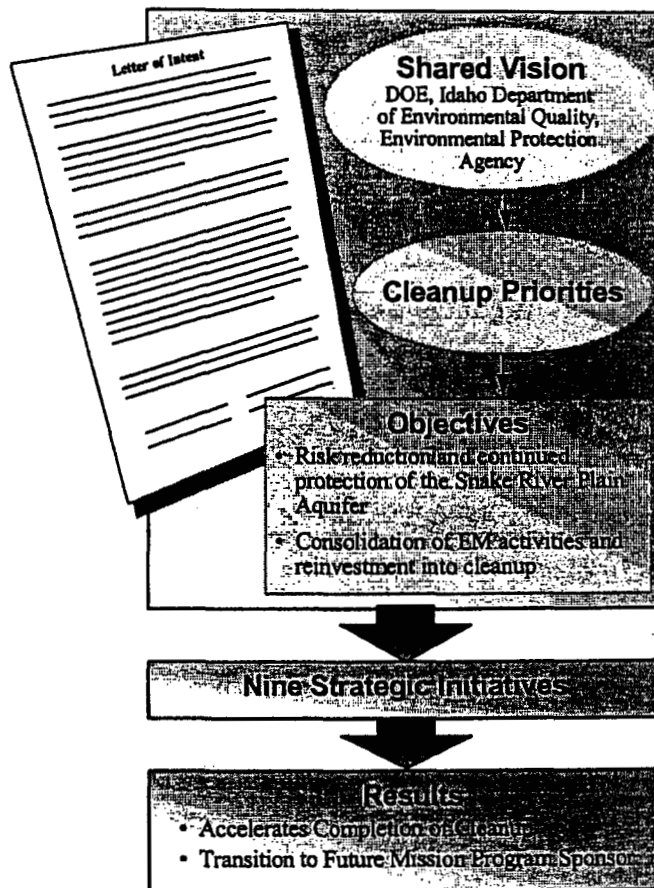 Letter of Intent
Shared Vision
DOE, Idaho Department
of Environmental Quality,
Environmental Protection
Agency
Cleanup Priorities
Objectives
• Risk reduction and continued
protection of the Snake River Plain
Aquifer
• Consolidation of EM activities and
reinvestment into cleanup
Nine Strategic Initiatives
Results
• Accelerates Completion of Cleanup
• Transition to Future Mission Program Sponsor